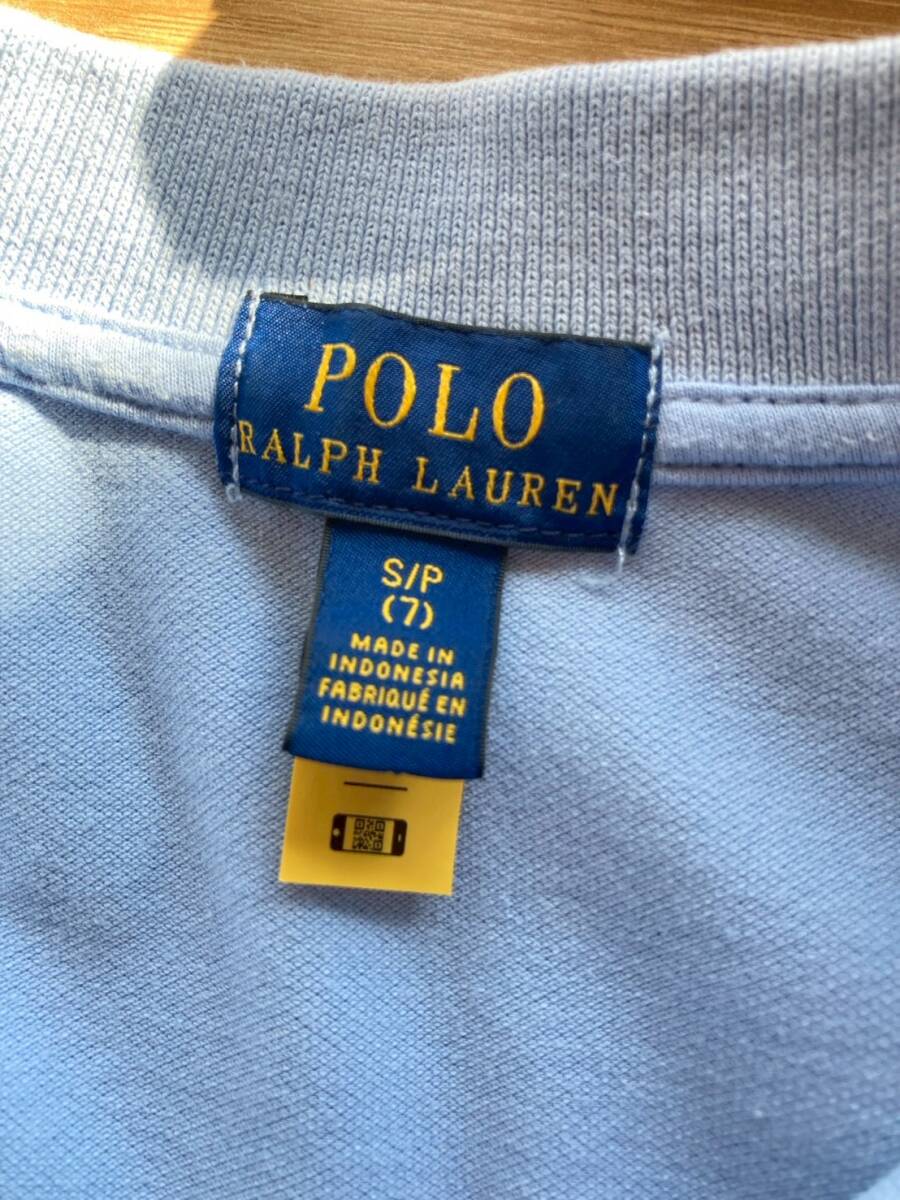 POLO
RALPH LAUREN
S/P
(7)
MADE IN
INDONESIA
FABRIQUÉ EN
INDONÉSIE